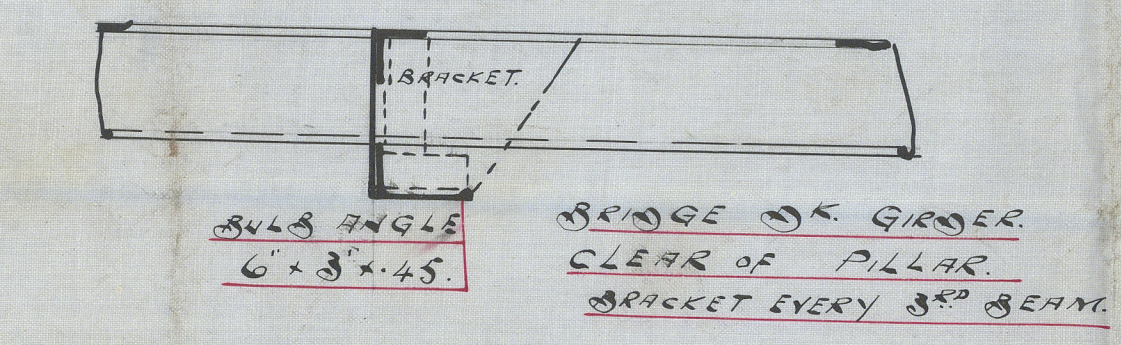 BRACKET.
BULB ANGLE
6" x 3" x .45.
BRIDGE DK. GIRDER.
CLEAR OF PILLAR.
BRACKET EVERY 3RD BEAM.